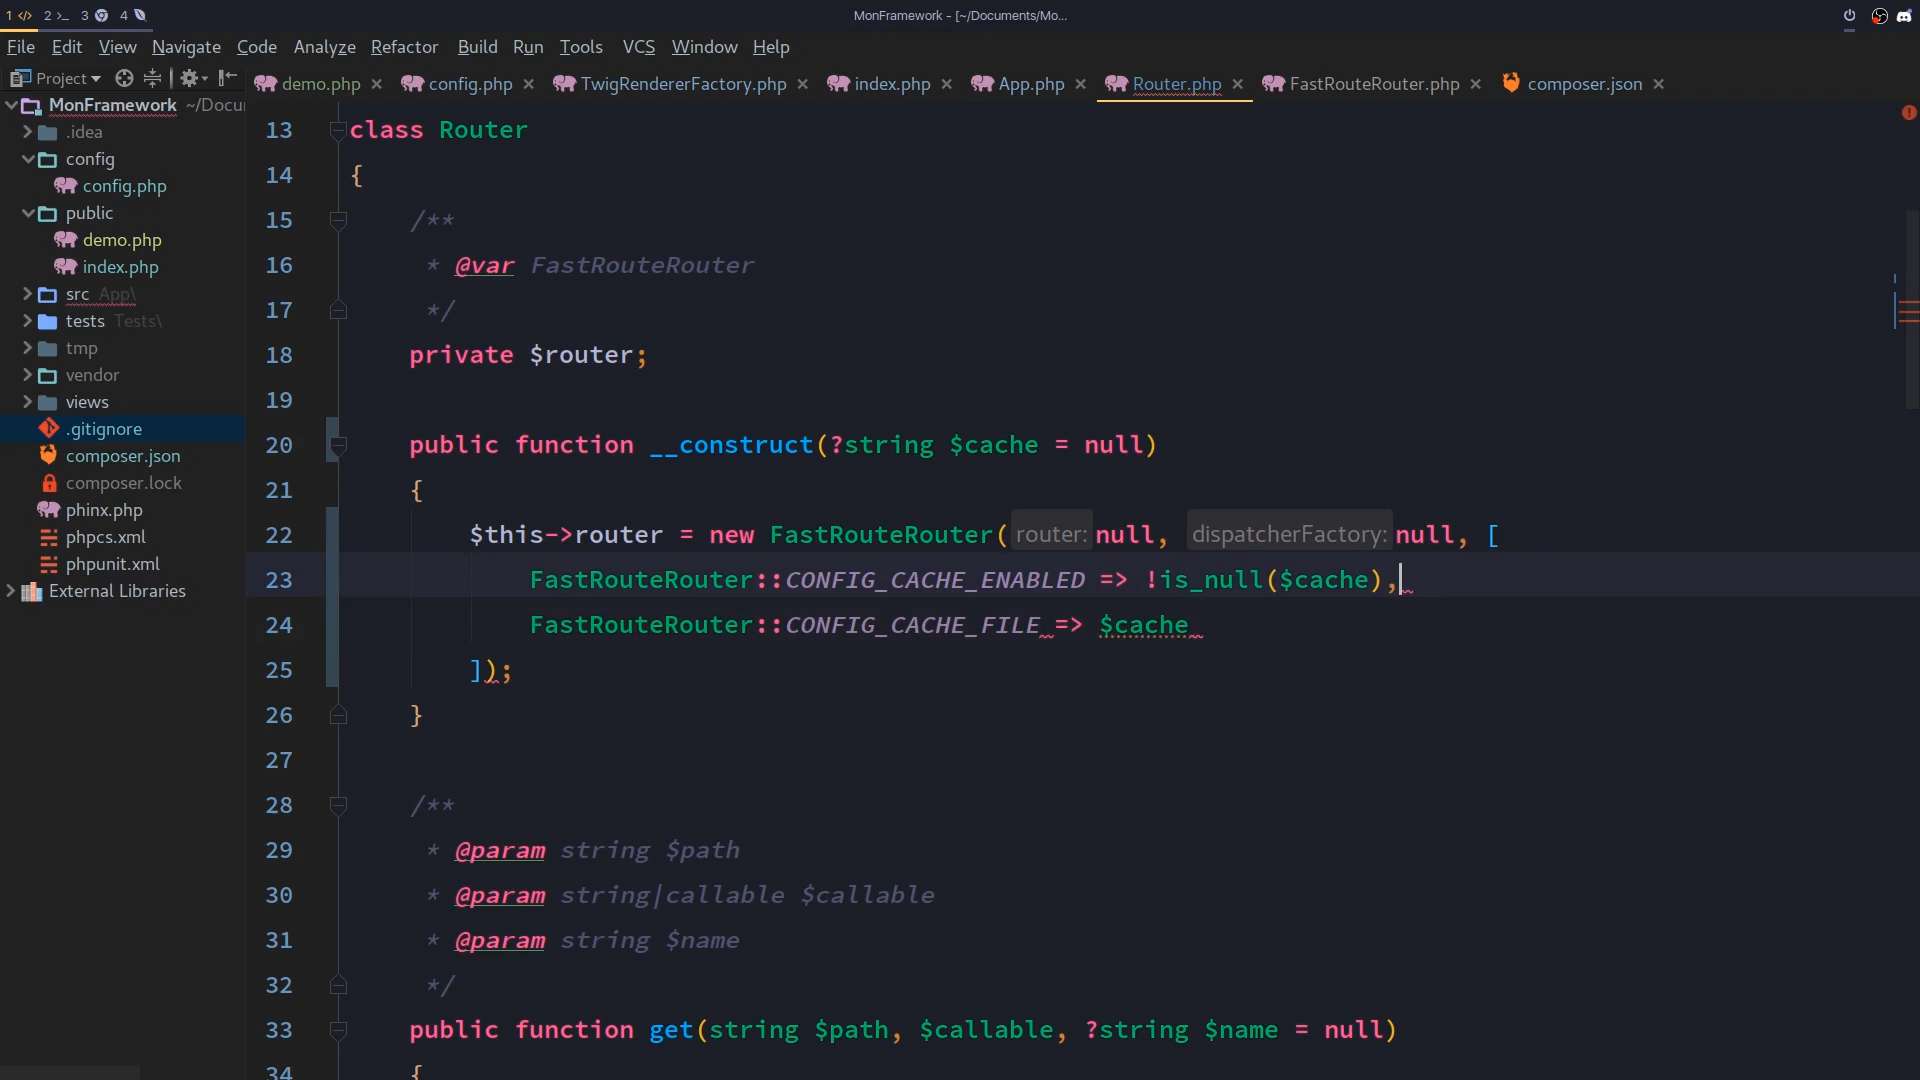 1 </> 2 >_ 3 4
MonFramework - [~/Documents/Mo...
File Edit View Navigate Code Analyze Refactor Build Run Tools VCS Window Help
Project
demo.php config.php TwigRendererFactory.php index.php App.php Router.php FastRouteRouter.php composer.json
MonFramework ~/Docu
.idea
config
config.php
public
demo.php
index.php
src App\
tests Tests\
tmp
vendor
views
.gitignore
composer.json
composer.lock
phinx.php
phpcs.xml
phpunit.xml
External Libraries
13 class Router
14 {
15 /**
16 * @var FastRouteRouter
17 */
18 private $router;
19
20 public function __construct(?string $cache = null)
21 {
22 $this->router = new FastRouteRouter( router: null, dispatcherFactory: null, [
23 FastRouteRouter::CONFIG_CACHE_ENABLED => !is_null($cache),
24 FastRouteRouter::CONFIG_CACHE_FILE => $cache
25 ]);
26 }
27
28 /**
29 * @param string $path
30 * @param string|callable $callable
31 * @param string $name
32 */
33 public function get(string $path, $callable, ?string $name = null)
34 {